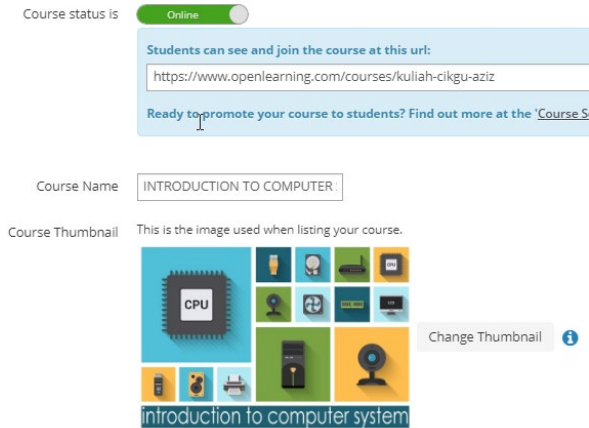 Course status is Online
Students can see and join the course at this url:
https://www.openlearning.com/courses/kuliah-cikgu-aziz
Ready to promote your course to students? Find out more at the 'Course
Course Name INTRODUCTION TO COMPUTER
Course Thumbnail This is the image used when listing your course.
CPU
CPU
Change Thumbnail
introduction to computer system